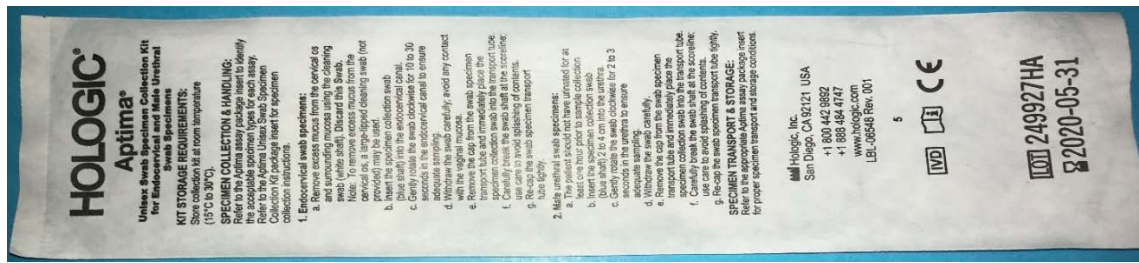 HOLOGIC®
Aptima®
Unisex Swab Specimen Collection Kit
for Endocervical and Male Urethral
Swab Specimens
KIT STORAGE REQUIREMENTS:
Store collection kit at room temperature
(15°C to 30°C).
SPECIMEN COLLECTION & HANDLING:
Refer to the Aptima assay package insert to identify
the acceptable specimen types for each assay.
Refer to the Aptima Unisex Swab Specimen
Collection Kit package insert for specimen
collection instructions.
1. Endocervical swab specimens:
a. Remove excess mucus from the cervical os
and surrounding mucosa using the cleaning
swab (white shaft). Discard this swab.
Note: To remove excess mucus from the
cervical os, a large-tipped cleaning swab (not
provided) may be used.
b. Insert the specimen collection swab
(blue shaft) into the endocervical canal.
c. Gently rotate the swab clockwise for 10 to 30
seconds in the endocervical canal to ensure
adequate sampling.
d. Withdraw the swab carefully; avoid any contact
with the vaginal mucosa.
e. Remove the cap from the swab specimen
transport tube and immediately place the
specimen collection swab into the transport tube.
f. Carefully break the swab shaft at the scoreline;
use care to avoid splashing of contents.
g. Re-cap the swab specimen transport
tube tightly.
2. Male urethral swab specimens:
a. The patient should not have urinated for at
least one hour prior to sample collection.
b. Insert the specimen collection swab
(blue shaft) 2 to 4 cm into the urethra.
c. Gently rotate the swab clockwise for 2 to 3
seconds in the urethra to ensure
adequate sampling.
d. Withdraw the swab carefully.
e. Remove the cap from the swab specimen
transport tube and immediately place the
specimen collection swab into the transport tube.
f. Carefully break the swab shaft at the scoreline;
use care to avoid splashing of contents.
g. Re-cap the swab specimen transport tube tightly.
SPECIMEN TRANSPORT & STORAGE:
Refer to the appropriate Aptima assay package insert
for proper specimen transport and storage conditions.
Hologic, Inc.
San Diego, CA 92121 USA
+1 800 442 9892
+1 888 484 4747
www.hologic.com
LBL-06548 Rev. 001
5
IVD i CE
LOT 249927HA
2020-05-31